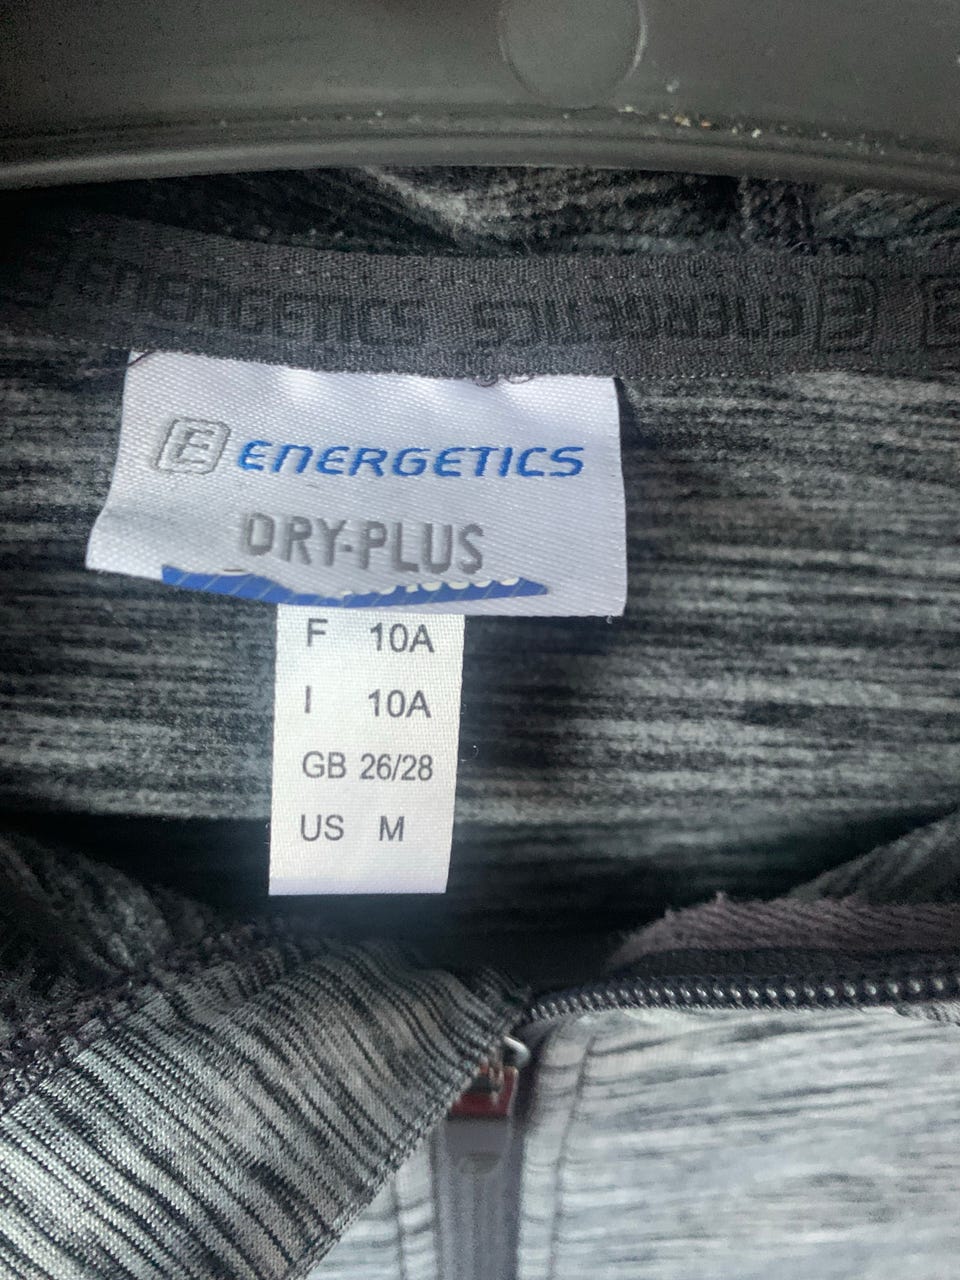 ENERGETICS ENERGETICS E
E ENERGETICS
DRY-PLUS
F 10A
I 10A
GB 26/28
US M